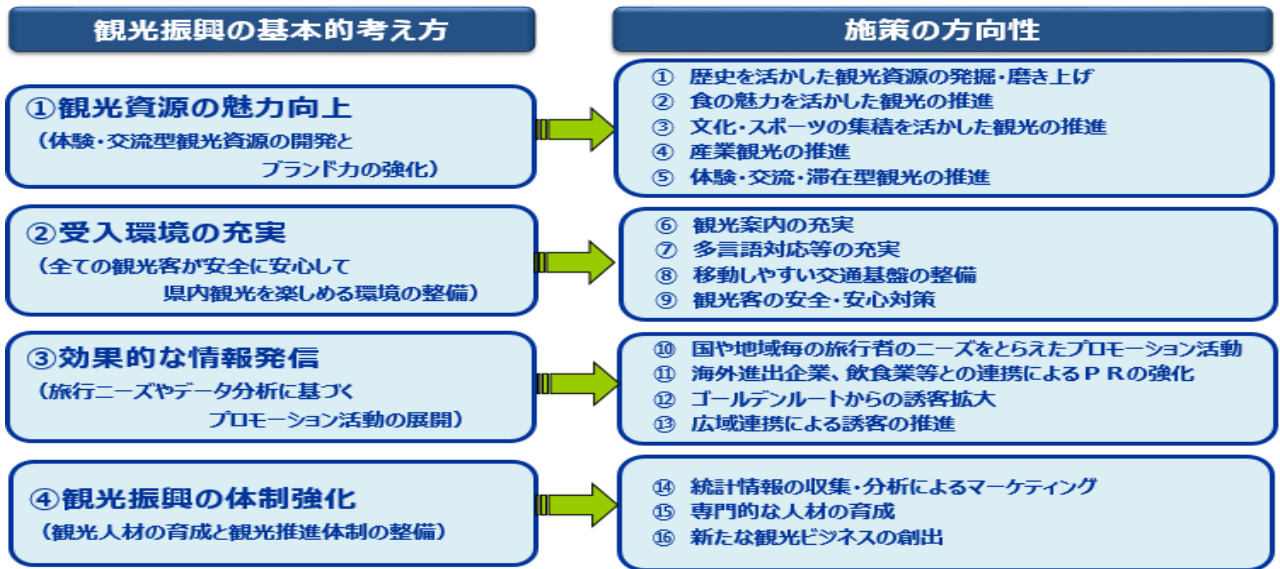 観光振興の基本的考え方
施策の方向性
①観光資源の魅力向上
（体験・交流型観光資源の開発と
ブランド力の強化）
① 歴史を活かした観光資源の発掘・磨き上げ
② 食の魅力を活かした観光の推進
③ 文化・スポーツの集積を活かした観光の推進
④ 産業観光の推進
⑤ 体験・交流・滞在型観光の推進
②受入環境の充実
（全ての観光客が安全に安心して
県内観光を楽しめる環境の整備）
⑥ 観光案内の充実
⑦ 多言語対応等の充実
⑧ 移動しやすい交通基盤の整備
⑨ 観光客の安全・安心対策
③効果的な情報発信
（旅行ニーズやデータ分析に基づく
プロモーション活動の展開）
⑩ 国や地域毎の旅行者のニーズをとらえたプロモーション活動
⑪ 海外進出企業、飲食業等との連携によるＰＲの強化
⑫ ゴールデンルートからの誘客拡大
⑬ 広域連携による誘客の推進
④観光振興の体制強化
（観光人材の育成と観光推進体制の整備）
⑭ 統計情報の収集・分析によるマーケティング
⑮ 専門的な人材の育成
⑯ 新たな観光ビジネスの創出